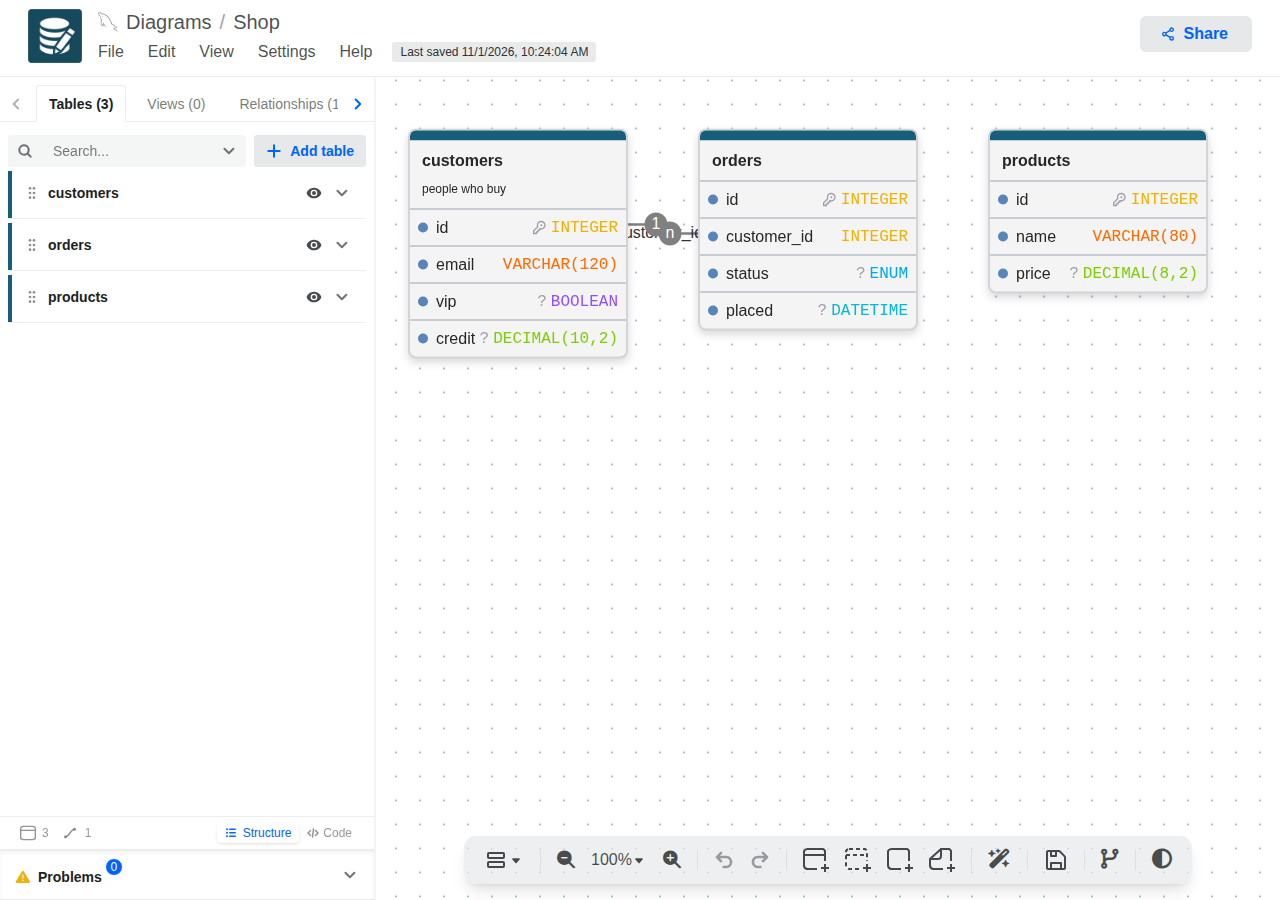 Diagrams / Shop
File Edit View Settings Help Last saved 11/1/2026, 10:24:04 AM
Share
Tables (3) Views (0) Relationships (1
Search...
Add table
customers
orders
products
3 1 Structure Code
Problems 0
customers
people who buy
id INTEGER
email VARCHAR(120)
vip ? BOOLEAN
credit ? DECIMAL(10,2)
1 n
orders
id INTEGER
customer_id INTEGER
status ? ENUM
placed ? DATETIME
products
id INTEGER
name VARCHAR(80)
price ? DECIMAL(8,2)
100%